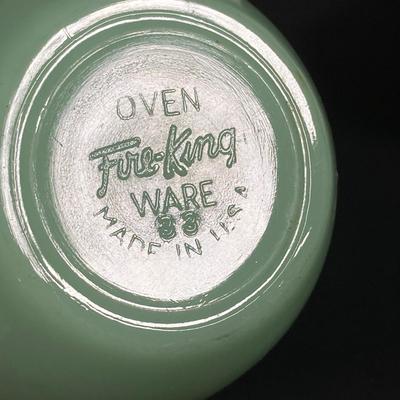 OVEN
Fire-King
WARE
33
MADE IN U.S.A